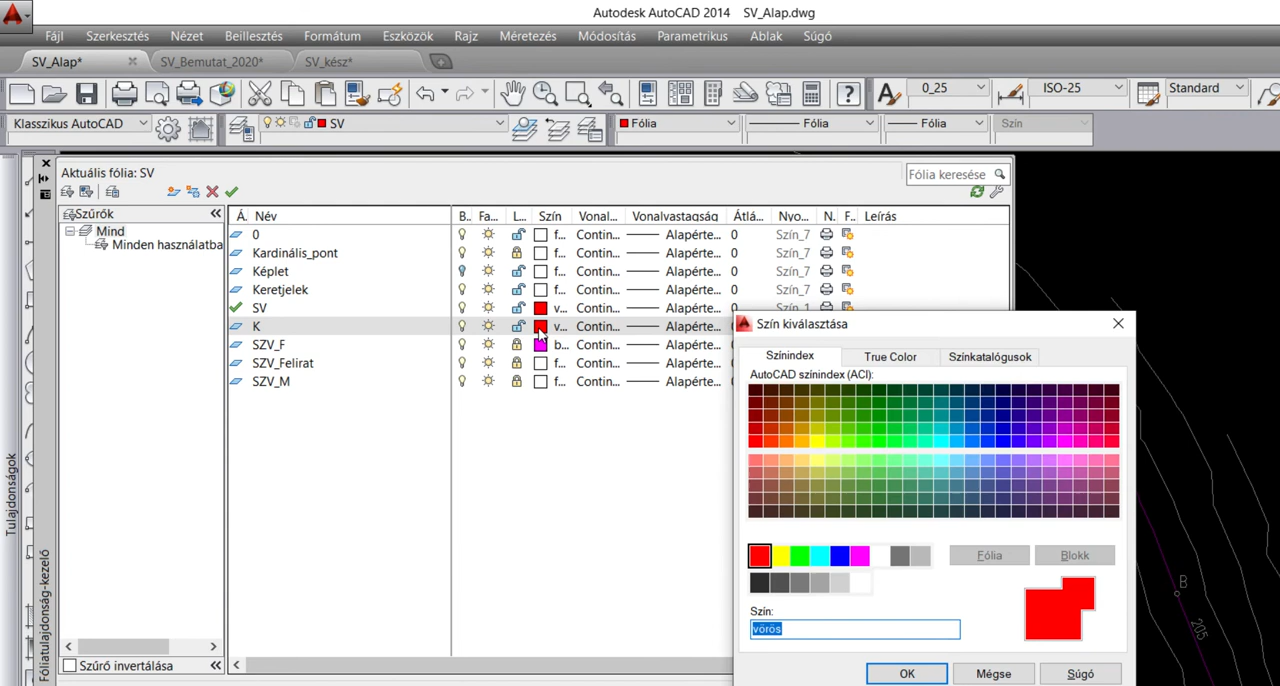 Autodesk AutoCAD 2014 SV_Alap.dwg
Fájl Szerkesztés Nézet Beillesztés Formátum Eszközök Rajz Méretezés Módosítás Parametrikus Ablak Súgó
SV_Alap* SV_Bemutat_2020* SV_kész*
0_25 ISO-25 Standard
Klasszikus AutoCAD SV Fólia Fólia Fólia Szín
Aktuális fólia: SV
Fólia keresése
Szűrők
Mind
Minden használatba
Á. Név B. Fa... L... Szín Vonal... Vonalvastagság Átlá... Nyo... N. F.. Leírás
0 f... Contin... Alapérte... 0 Szín_7
Kardinális_pont f... Contin... Alapérte... 0 Szín_7
Képlet f... Contin... Alapérte... 0 Szín_7
Keretjelek f... Contin... Alapérte... 0 Szín_7
SV v... Contin... Alapérte... 0 Szín_1
K v... Contin... Alapérte...
SZV_F b... Contin... Alapérte...
SZV_Felirat f... Contin... Alapérte...
SZV_M f... Contin... Alapérte...
Szűrő invertálása
Tulajdonságok
Fóliatulajdonság-kezelő
Szín kiválasztása
Színindex True Color Színkatalógusok
AutoCAD színindex (ACI):
Fólia Blokk
Szín:
vörös
OK Mégse Súgó
B
205